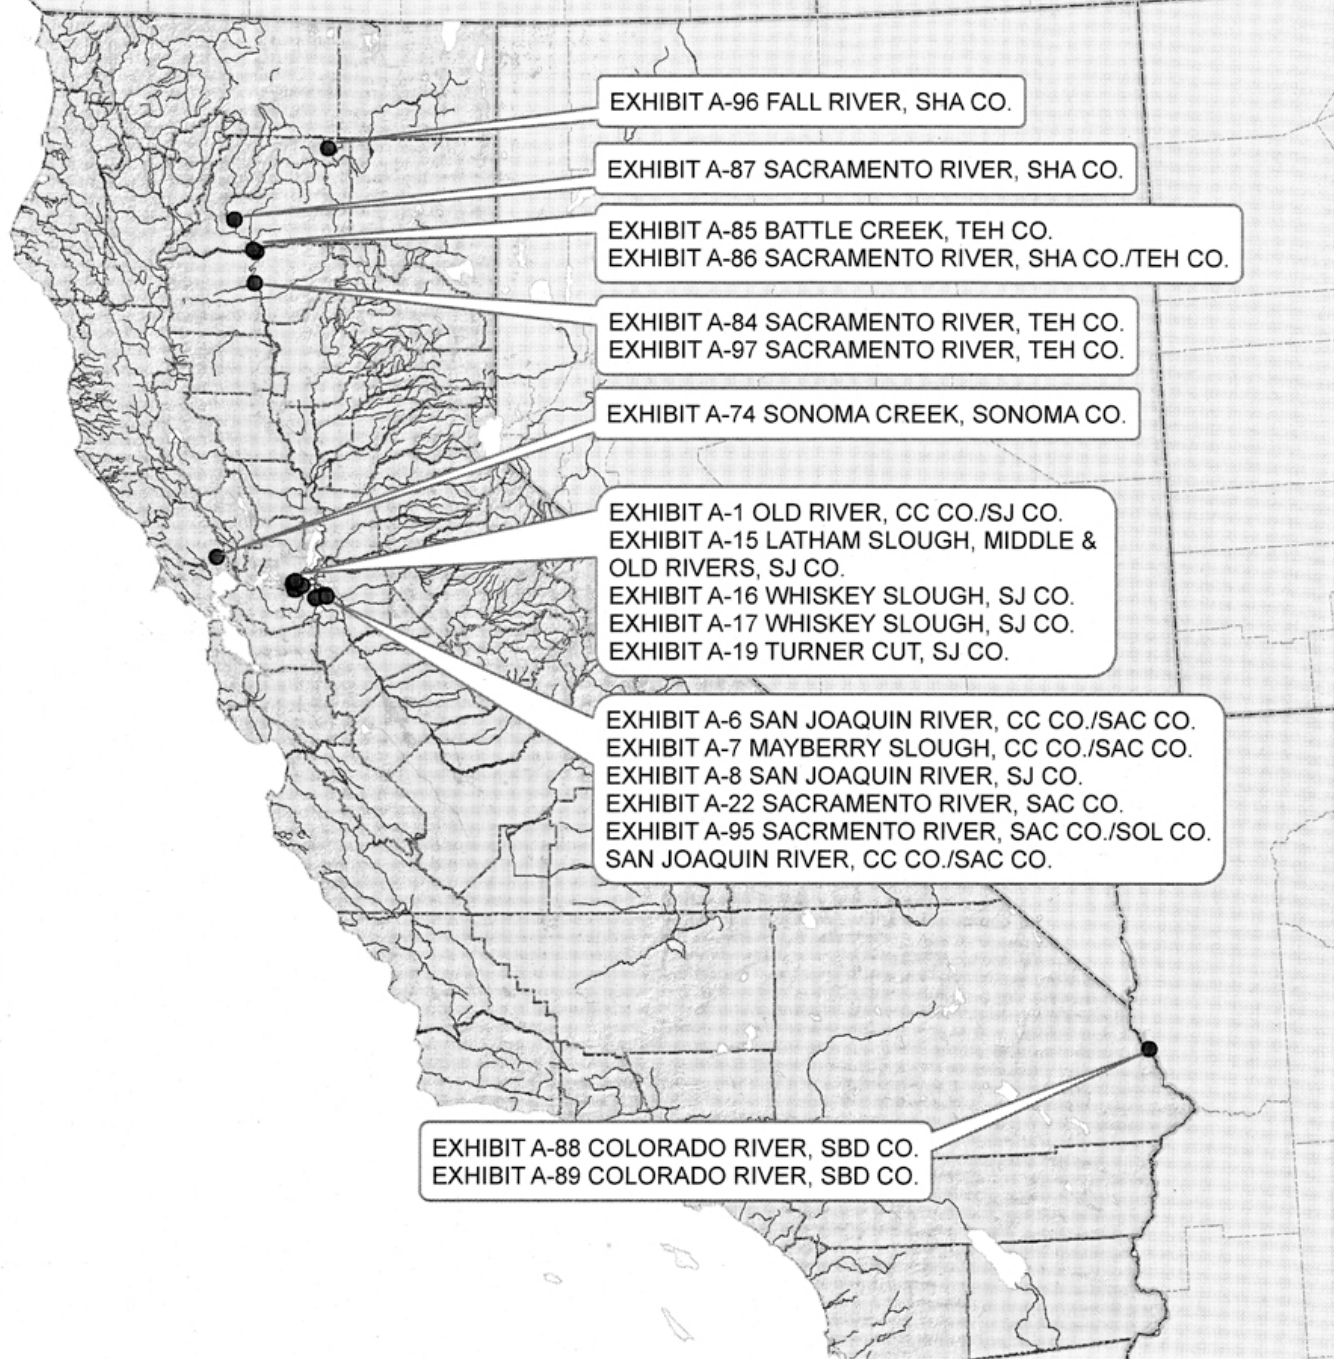 EXHIBIT A-96 FALL RIVER, SHA CO.
EXHIBIT A-87 SACRAMENTO RIVER, SHA CO.
EXHIBIT A-85 BATTLE CREEK, TEH CO.
EXHIBIT A-86 SACRAMENTO RIVER, SHA CO./TEH CO.
EXHIBIT A-84 SACRAMENTO RIVER, TEH CO.
EXHIBIT A-97 SACRAMENTO RIVER, TEH CO.
EXHIBIT A-74 SONOMA CREEK, SONOMA CO.
EXHIBIT A-1 OLD RIVER, CC CO./SJ CO.
EXHIBIT A-15 LATHAM SLOUGH, MIDDLE &
OLD RIVERS, SJ CO.
EXHIBIT A-16 WHISKEY SLOUGH, SJ CO.
EXHIBIT A-17 WHISKEY SLOUGH, SJ CO.
EXHIBIT A-19 TURNER CUT, SJ CO.
EXHIBIT A-6 SAN JOAQUIN RIVER, CC CO./SAC CO.
EXHIBIT A-7 MAYBERRY SLOUGH, CC CO./SAC CO.
EXHIBIT A-8 SAN JOAQUIN RIVER, SJ CO.
EXHIBIT A-22 SACRAMENTO RIVER, SAC CO.
EXHIBIT A-95 SACRMENTO RIVER, SAC CO./SOL CO.
SAN JOAQUIN RIVER, CC CO./SAC CO.
EXHIBIT A-88 COLORADO RIVER, SBD CO.
EXHIBIT A-89 COLORADO RIVER, SBD CO.